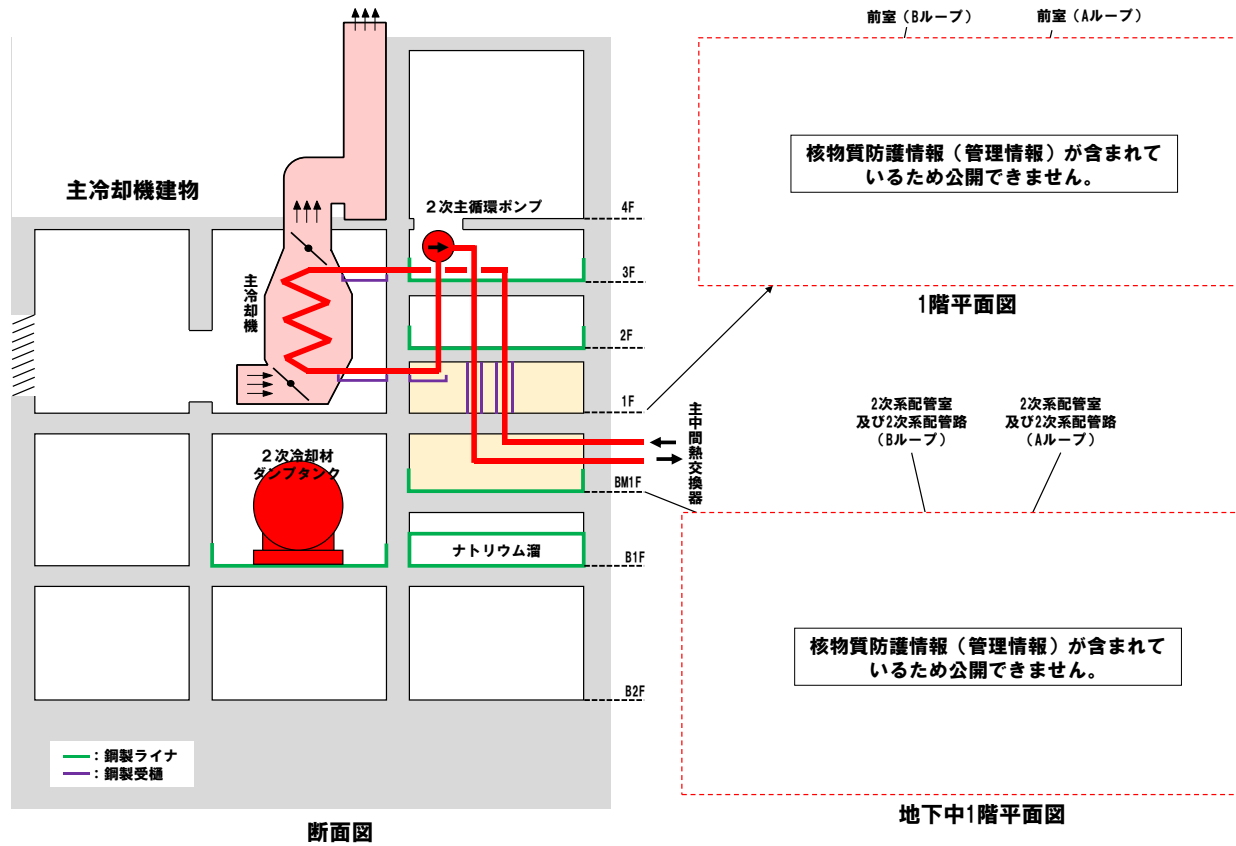 前室(Bループ)
前室(Aループ)
核物質防護情報(管理情報)が含まれて
いるため公開できません。
1階平面図
主冷却機建物
2次主循環ポンプ
4F
3F
主冷却機
2F
1F
主中間熱交換器
BM1F
2次冷却材
ダンプタンク
ナトリウム溜
B1F
B2F
:鋼製ライナ
:鋼製受樋
断面図
2次系配管室
及び2次系配管路
(Bループ)
2次系配管室
及び2次系配管路
(Aループ)
核物質防護情報(管理情報)が含まれて
いるため公開できません。
地下中1階平面図